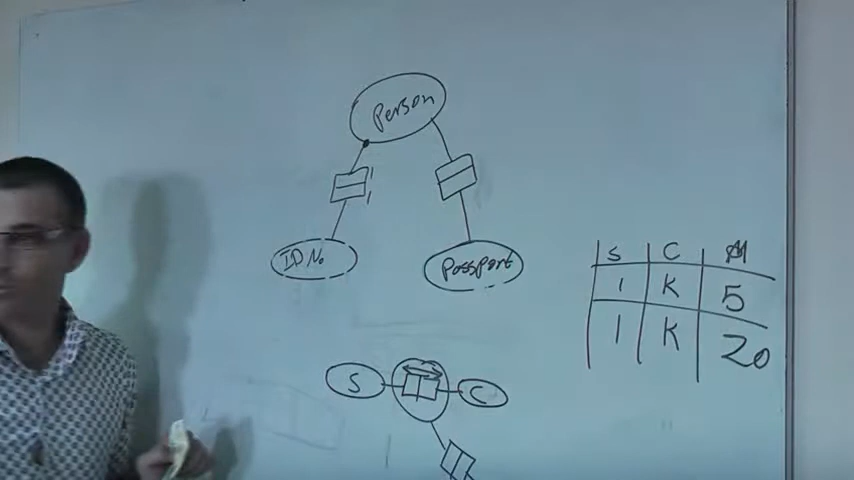 Person
ID No
Passport
S C M
1 K 5
1 K 20
S C